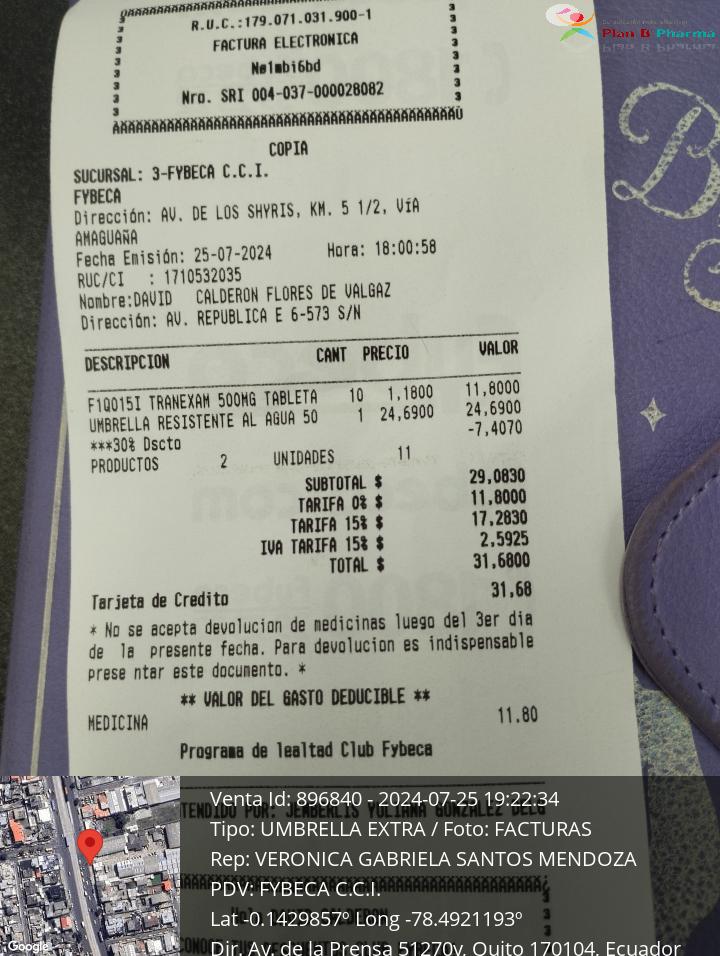 R.U.C.:179.071.031.900-1
FACTURA ELECTRONICA
Nro. SRI 004-037-000028082
COPIA
SUCURSAL: 3-FYBECA C.C.I.
FYBECA
Dirección: AV. DE LOS SHYRIS, KM. 5 1/2, VíA
AMAGUAñA
Fecha Emisión: 25-07-2024 Hora: 18:00:58
RUC/CI : 1710532035
Nombre:DAVID CALDERON FLORES DE VALGAZ
Dirección: AV. REPUBLICA E 6-573 S/N
DESCRIPCION CANT PRECIO VALOR
F1Q015I TRANEXAM 500MG TABLETA 10 1,1800 11,8000
UMBRELLA RESISTENTE AL AGUA 50 1 24,6900 24,6900
***30% Dscto -7,4070
PRODUCTOS 2 UNIDADES 11
SUBTOTAL $ 29,0830
TARIFA 0% $ 11,8000
TARIFA 15% $ 17,2830
IVA TARIFA 15% $ 2,5925
TOTAL $ 31,6800
Tarjeta de Credito 31,68
* No se acepta devolucion de medicinas luego del 3er dia
de la presente fecha. Para devolucion es indispensable
prese ntar este documento. *
** VALOR DEL GASTO DEDUCIBLE **
MEDICINA 11.80
Programa de lealtad Club Fybeca
Plan B Pharma
Venta Id: 896840 - 2024-07-25 19:22:34
Tipo: UMBRELLA EXTRA / Foto: FACTURAS
Rep: VERONICA GABRIELA SANTOS MENDOZA
PDV: FYBECA C.C.I.
Lat -0.1429857º Long -78.4921193º
Dir. Av. de la Prensa 51270v, Quito 170104, Ecuador
Google